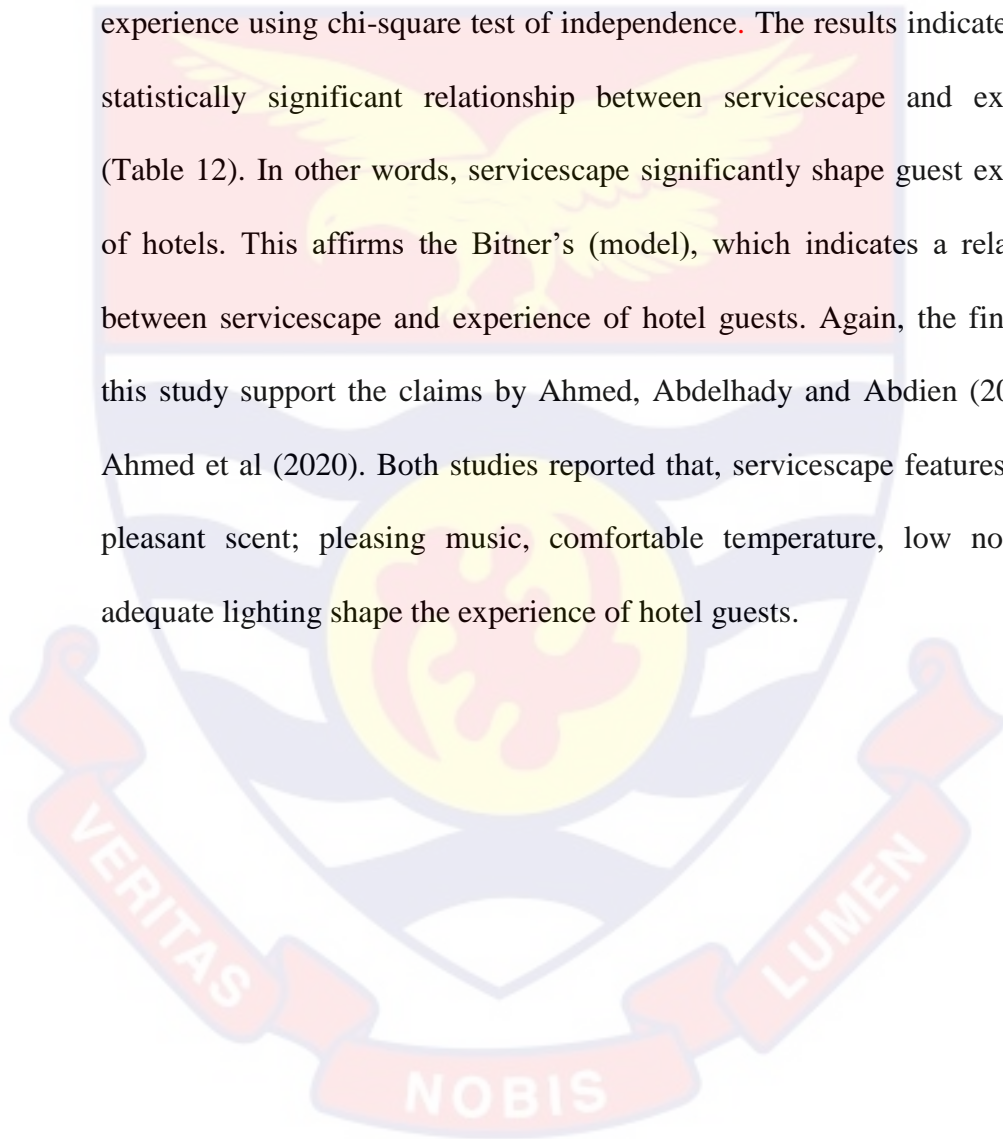 experience using chi-square test of independence. The results indicate
statistically significant relationship between servicescape and ex
(Table 12). In other words, servicescape significantly shape guest ex
of hotels. This affirms the Bitner’s (model), which indicates a rela
between servicescape and experience of hotel guests. Again, the fin
this study support the claims by Ahmed, Abdelhady and Abdien (20
Ahmed et al (2020). Both studies reported that, servicescape features
pleasant scent; pleasing music, comfortable temperature, low no
adequate lighting shape the experience of hotel guests.
VERITAS
NOBIS
LUMEN